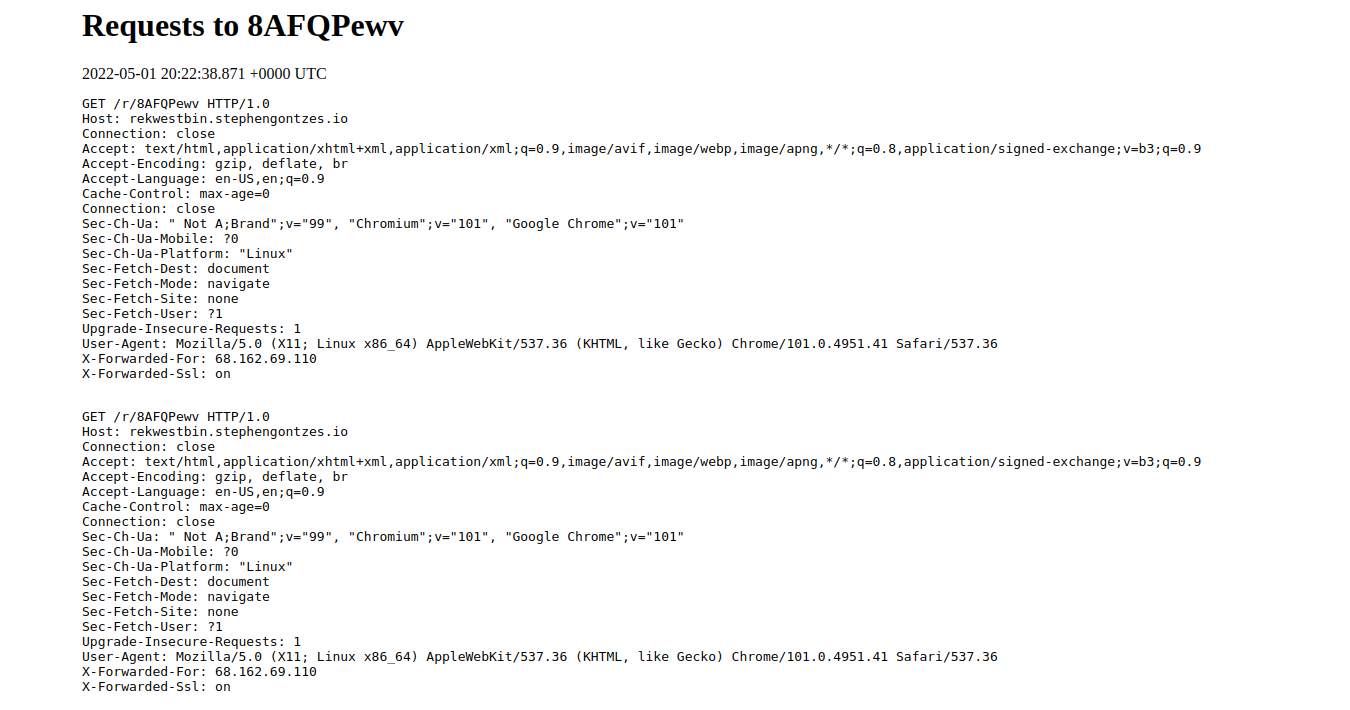 Requests to 8AFQPewv
2022-05-01 20:22:38.871 +0000 UTC
GET /r/8AFQPewv HTTP/1.0
Host: rekwestbin.stephengontzes.io
Connection: close
Accept: text/html,application/xhtml+xml,application/xml;q=0.9,image/avif,image/webp,image/apng,*/*;q=0.8,application/signed-exchange;v=b3;q=0.9
Accept-Encoding: gzip, deflate, br
Accept-Language: en-US,en;q=0.9
Cache-Control: max-age=0
Connection: close
Sec-Ch-Ua: " Not A;Brand";v="99", "Chromium";v="101", "Google Chrome";v="101"
Sec-Ch-Ua-Mobile: ?0
Sec-Ch-Ua-Platform: "Linux"
Sec-Fetch-Dest: document
Sec-Fetch-Mode: navigate
Sec-Fetch-Site: none
Sec-Fetch-User: ?1
Upgrade-Insecure-Requests: 1
User-Agent: Mozilla/5.0 (X11; Linux x86_64) AppleWebKit/537.36 (KHTML, like Gecko) Chrome/101.0.4951.41 Safari/537.36
X-Forwarded-For: 68.162.69.110
X-Forwarded-Ssl: on
GET /r/8AFQPewv HTTP/1.0
Host: rekwestbin.stephengontzes.io
Connection: close
Accept: text/html,application/xhtml+xml,application/xml;q=0.9,image/avif,image/webp,image/apng,*/*;q=0.8,application/signed-exchange;v=b3;q=0.9
Accept-Encoding: gzip, deflate, br
Accept-Language: en-US,en;q=0.9
Cache-Control: max-age=0
Connection: close
Sec-Ch-Ua: " Not A;Brand";v="99", "Chromium";v="101", "Google Chrome";v="101"
Sec-Ch-Ua-Mobile: ?0
Sec-Ch-Ua-Platform: "Linux"
Sec-Fetch-Dest: document
Sec-Fetch-Mode: navigate
Sec-Fetch-Site: none
Sec-Fetch-User: ?1
Upgrade-Insecure-Requests: 1
User-Agent: Mozilla/5.0 (X11; Linux x86_64) AppleWebKit/537.36 (KHTML, like Gecko) Chrome/101.0.4951.41 Safari/537.36
X-Forwarded-For: 68.162.69.110
X-Forwarded-Ssl: on